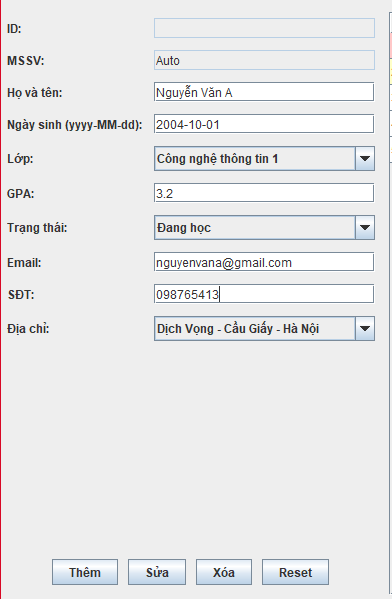 ID:
MSSV: Auto
Họ và tên: Nguyễn Văn A
Ngày sinh (yyyy-MM-dd): 2004-10-01
Lớp: Công nghệ thông tin 1
GPA: 3.2
Trạng thái: Đang học
Email: nguyenvana@gmail.com
SĐT: 098765413
Địa chỉ: Dịch Vọng - Cầu Giấy - Hà Nội
Thêm Sửa Xóa Reset